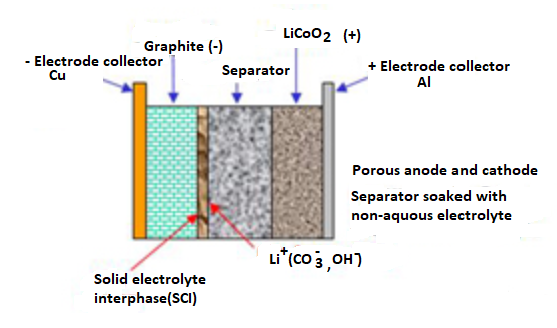 LiCoO2 (+)
Graphite (-)
- Electrode collector
Cu
Separator
+ Electrode collector
Al
Porous anode and cathode
Separator soaked with
non-aquous electrolyte
Li+(CO3-, OH-)
Solid electrolyte
interphase(SCI)